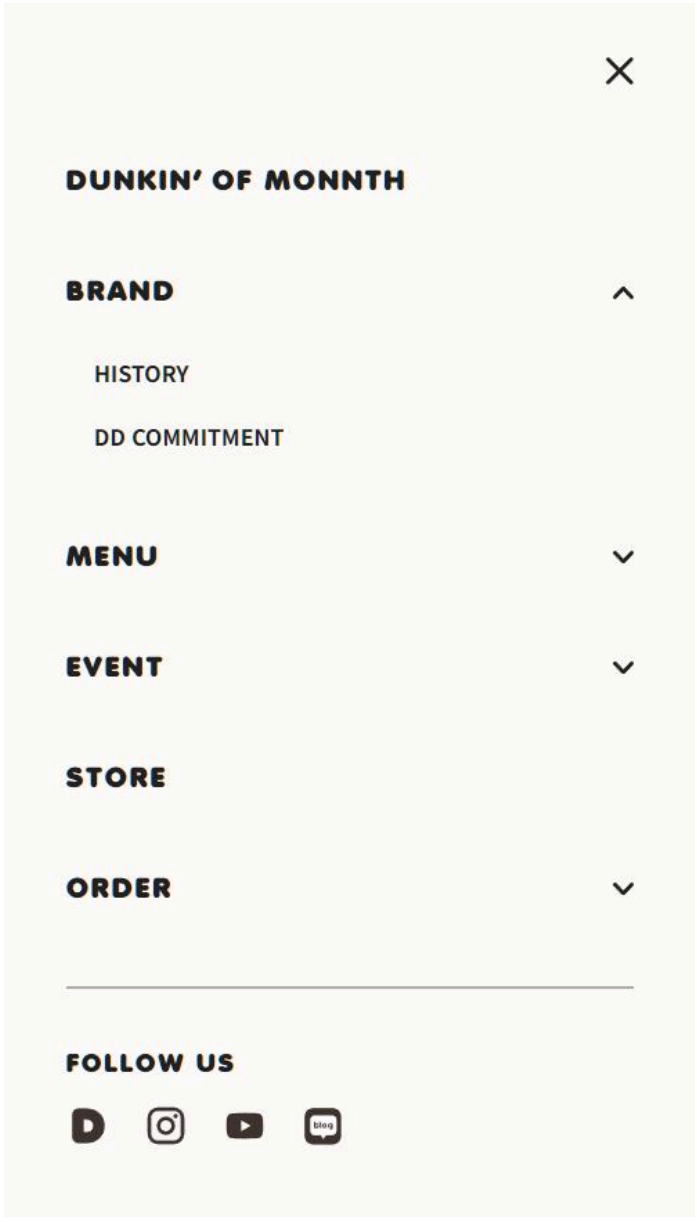 DUNKIN' OF MONNTH
BRAND
HISTORY
DD COMMITMENT
MENU
EVENT
STORE
ORDER
FOLLOW US
D
blog